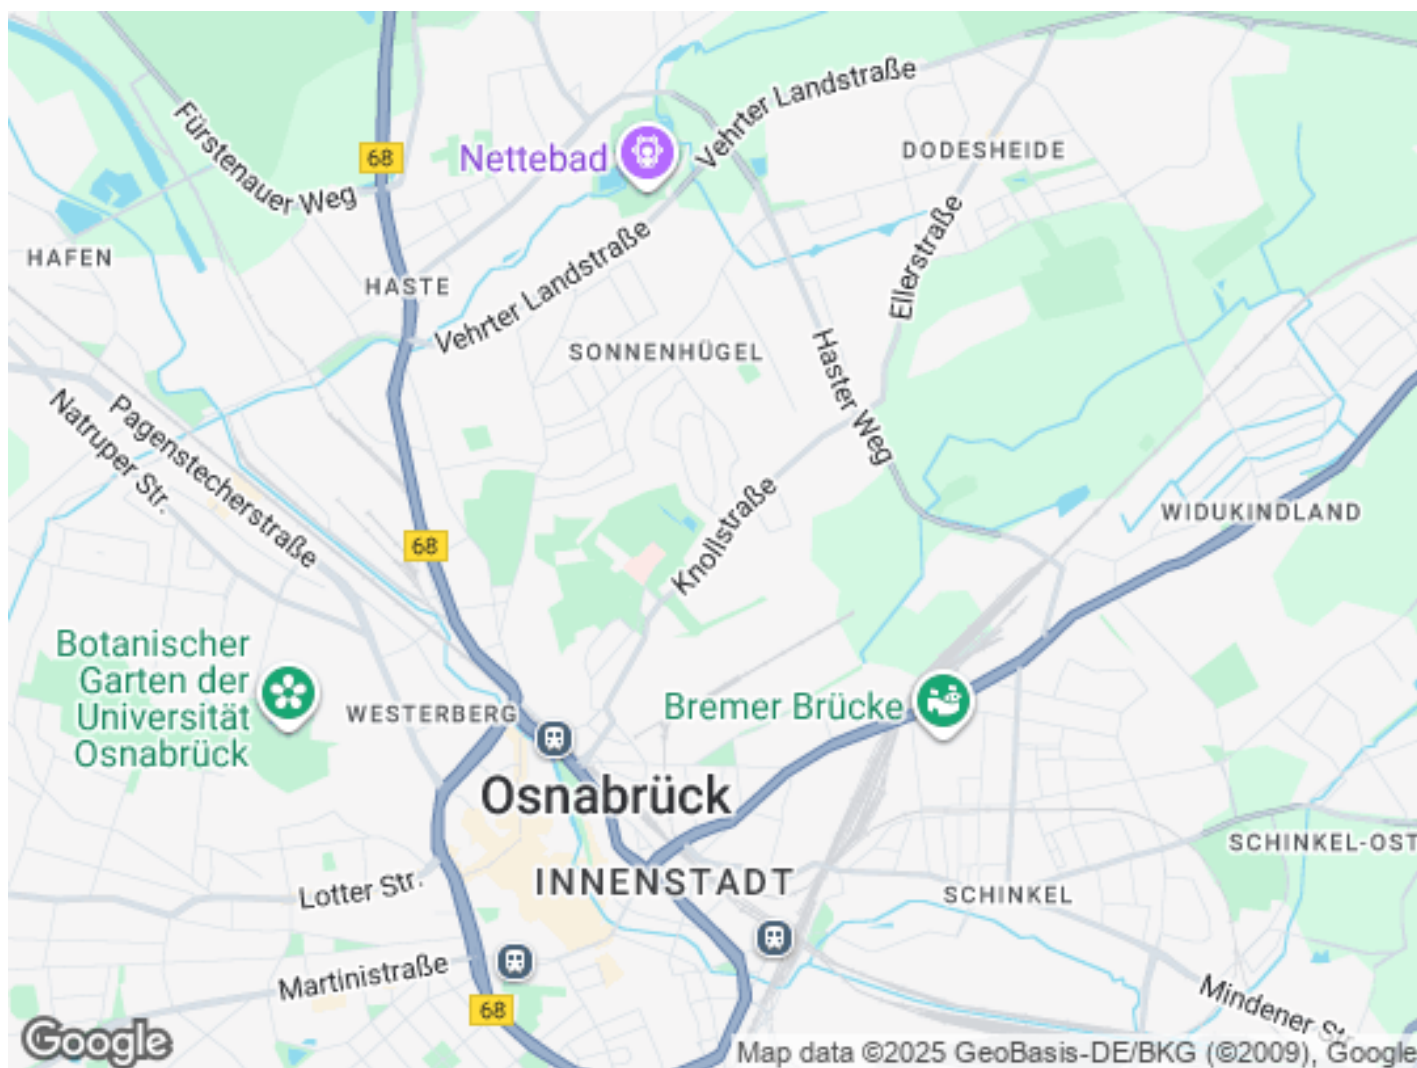 Vehrter Landstraße
Fürstenauer Weg
68
Nettebad
DODESHEIDE
HAFEN
HASTE
Vehrter Landstraße
Ellerstraße
SONNENHÜGEL
Haster Weg
Natruper Str.
Pagenstecherstraße
68
Knollstraße
WIDUKINDLAND
Botanischer
Garten der
Universität
Osnabrück
WESTERBERG
Bremer Brücke
Osnabrück
SCHINKEL-OST
INNENSTADT
Lotter Str.
SCHINKEL
Martinistraße
68
Mindener Str.
Google
Map data ©2025 GeoBasis-DE/BKG (©2009), Google